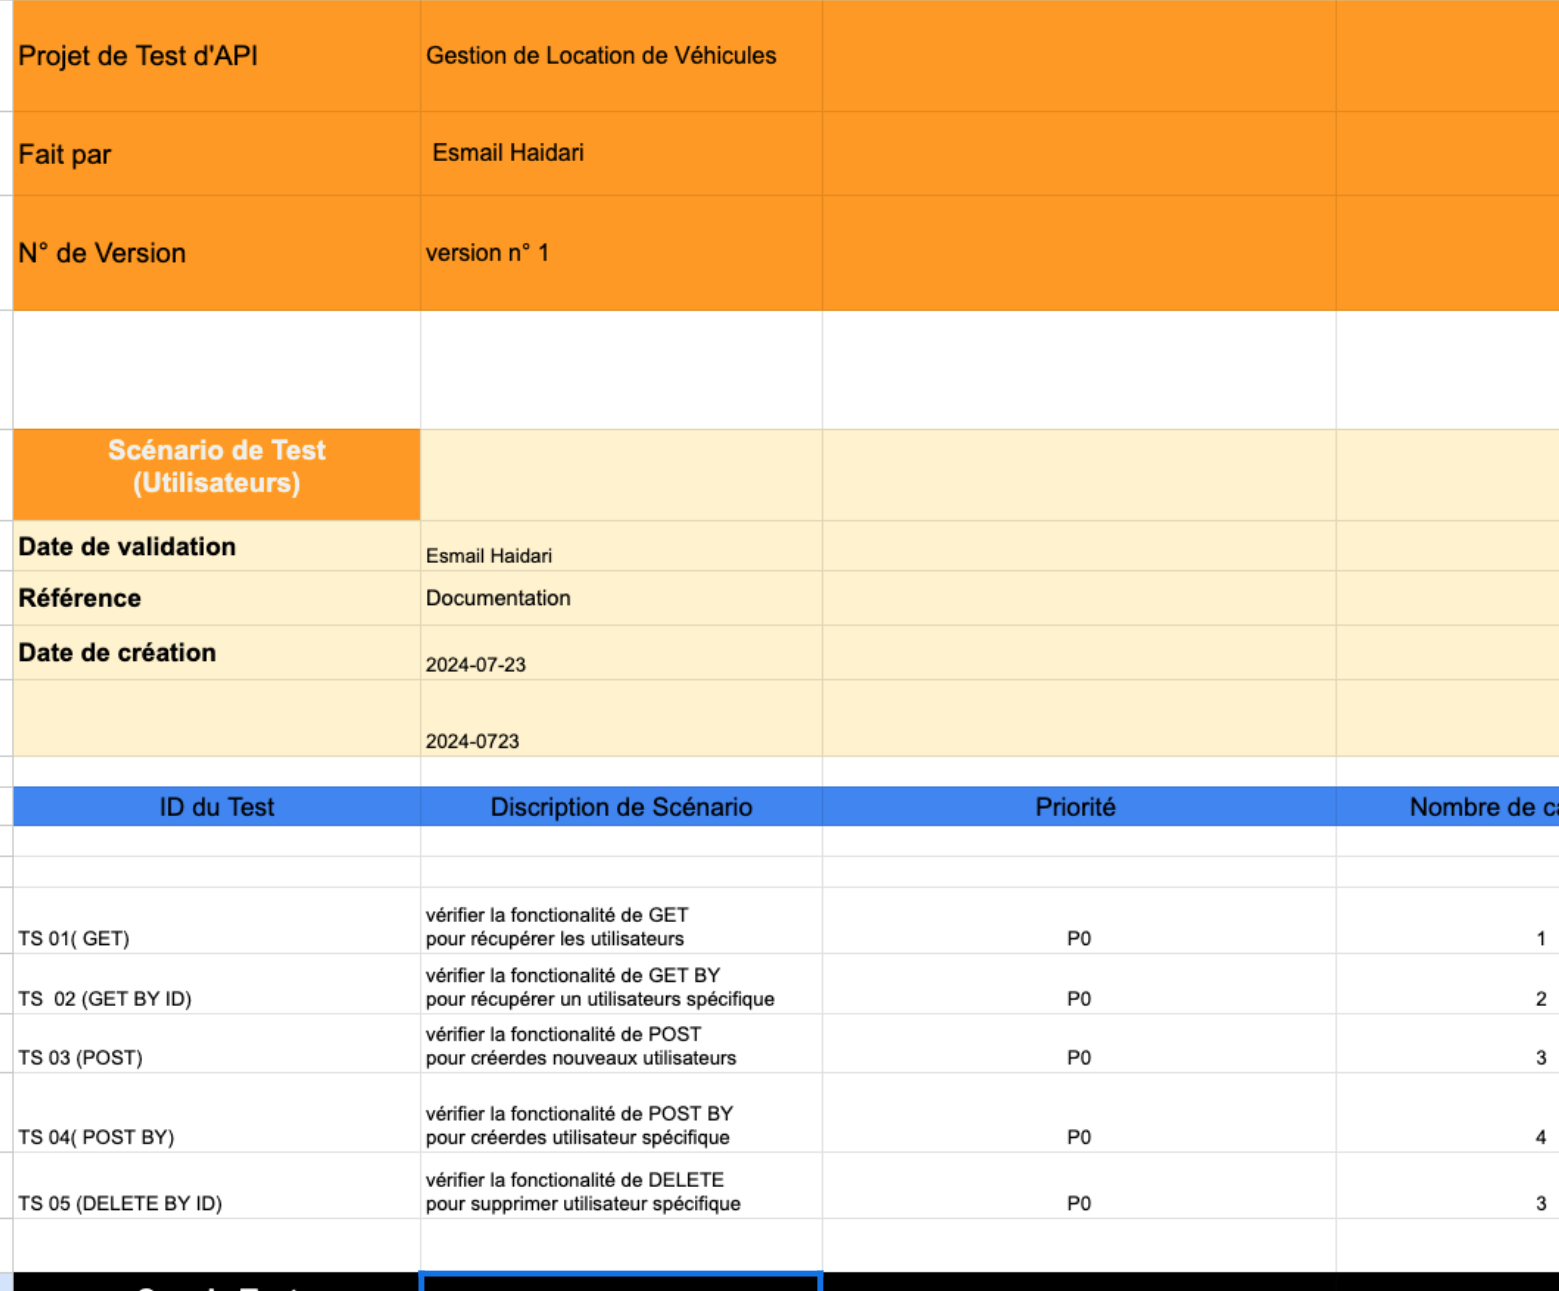 Projet de Test d'API
Gestion de Location de Véhicules
Fait par
Esmail Haidari
N° de Version
version n° 1
Scénario de Test
(Utilisateurs)
Date de validation
Esmail Haidari
Référence
Documentation
Date de création
2024-07-23
2024-0723
ID du Test
Discription de Scénario
Priorité
Nombre de
TS 01( GET)
vérifier la fonctionalité de GET
pour récupérer les utilisateurs
P0
1
TS 02 (GET BY ID)
vérifier la fonctionalité de GET BY
pour récupérer un utilisateurs spécifique
P0
2
TS 03 (POST)
vérifier la fonctionalité de POST
pour créerdes nouveaux utilisateurs
P0
3
TS 04( POST BY)
vérifier la fonctionalité de POST BY
pour créerdes utilisateur spécifique
P0
4
TS 05 (DELETE BY ID)
vérifier la fonctionalité de DELETE
pour supprimer utilisateur spécifique
P0
3